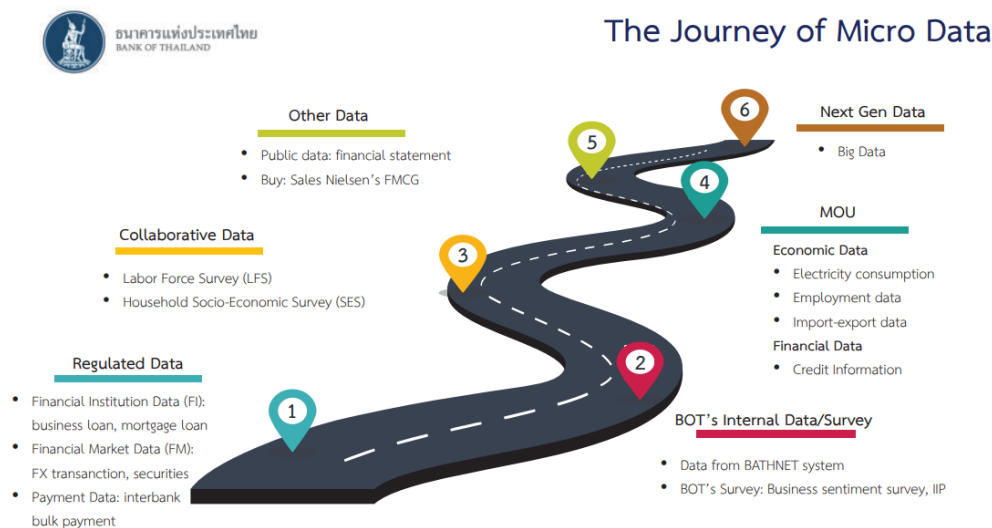 ธนาคารแห่งประเทศไทย
BANK OF THAILAND
The Journey of Micro Data
1
Regulated Data
• Financial Institution Data (FI):
business loan, mortgage loan
• Financial Market Data (FM):
FX transanction, securities
• Payment Data: interbank
bulk payment
2
BOT's Internal Data/Survey
• Data from BATHNET system
• BOT's Survey: Business sentiment survey, IIP
3
Collaborative Data
• Labor Force Survey (LFS)
• Household Socio-Economic Survey (SES)
4
MOU
Economic Data
• Electricity consumption
• Employment data
• Import-export data
Financial Data
• Credit Information
5
Other Data
• Public data: financial statement
• Buy: Sales Nielsen's FMCG
6
Next Gen Data
• Big Data